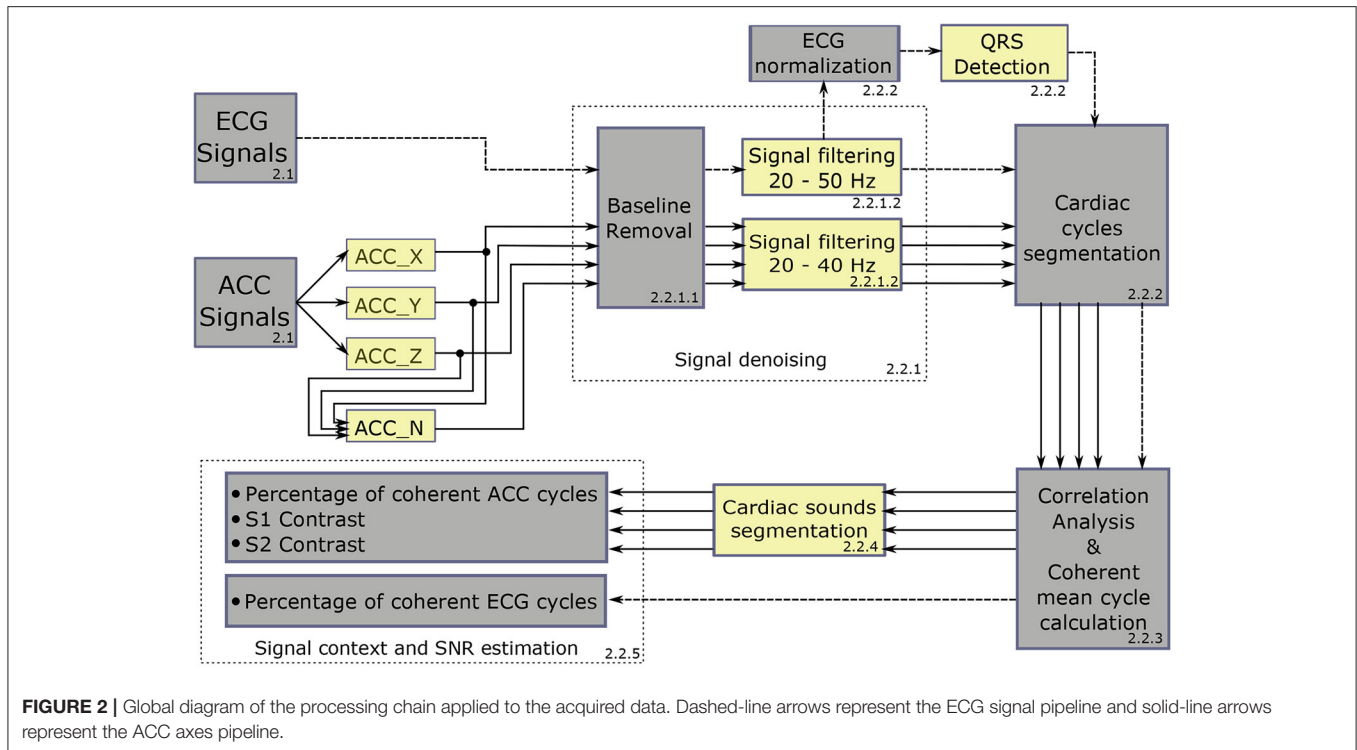 ECG
normalization
2.2.2
QRS
Detection
2.2.2
ECG
Signals
2.1
Baseline
Removal
2.2.1.1
Signal filtering
20 - 50 Hz
2.2.1.2
Signal filtering
20 - 40 Hz
2.2.1.2
Cardiac
cycles
segmentation
2.2.2
ACC
Signals
2.1
ACC_X
ACC_Y
ACC_Z
ACC_N
Signal denoising
2.2.1
• Percentage of coherent ACC cycles
• S1 Contrast
• S2 Contrast
• Percentage of coherent ECG cycles
Signal context and SNR estimation
2.2.5
Cardiac sounds
segmentation
2.2.4
Correlation
Analysis
&
Coherent
mean cycle
calculation
2.2.3
FIGURE 2 | Global diagram of the processing chain applied to the acquired data. Dashed-line arrows represent the ECG signal pipeline and solid-line arrows
represent the ACC axes pipeline.